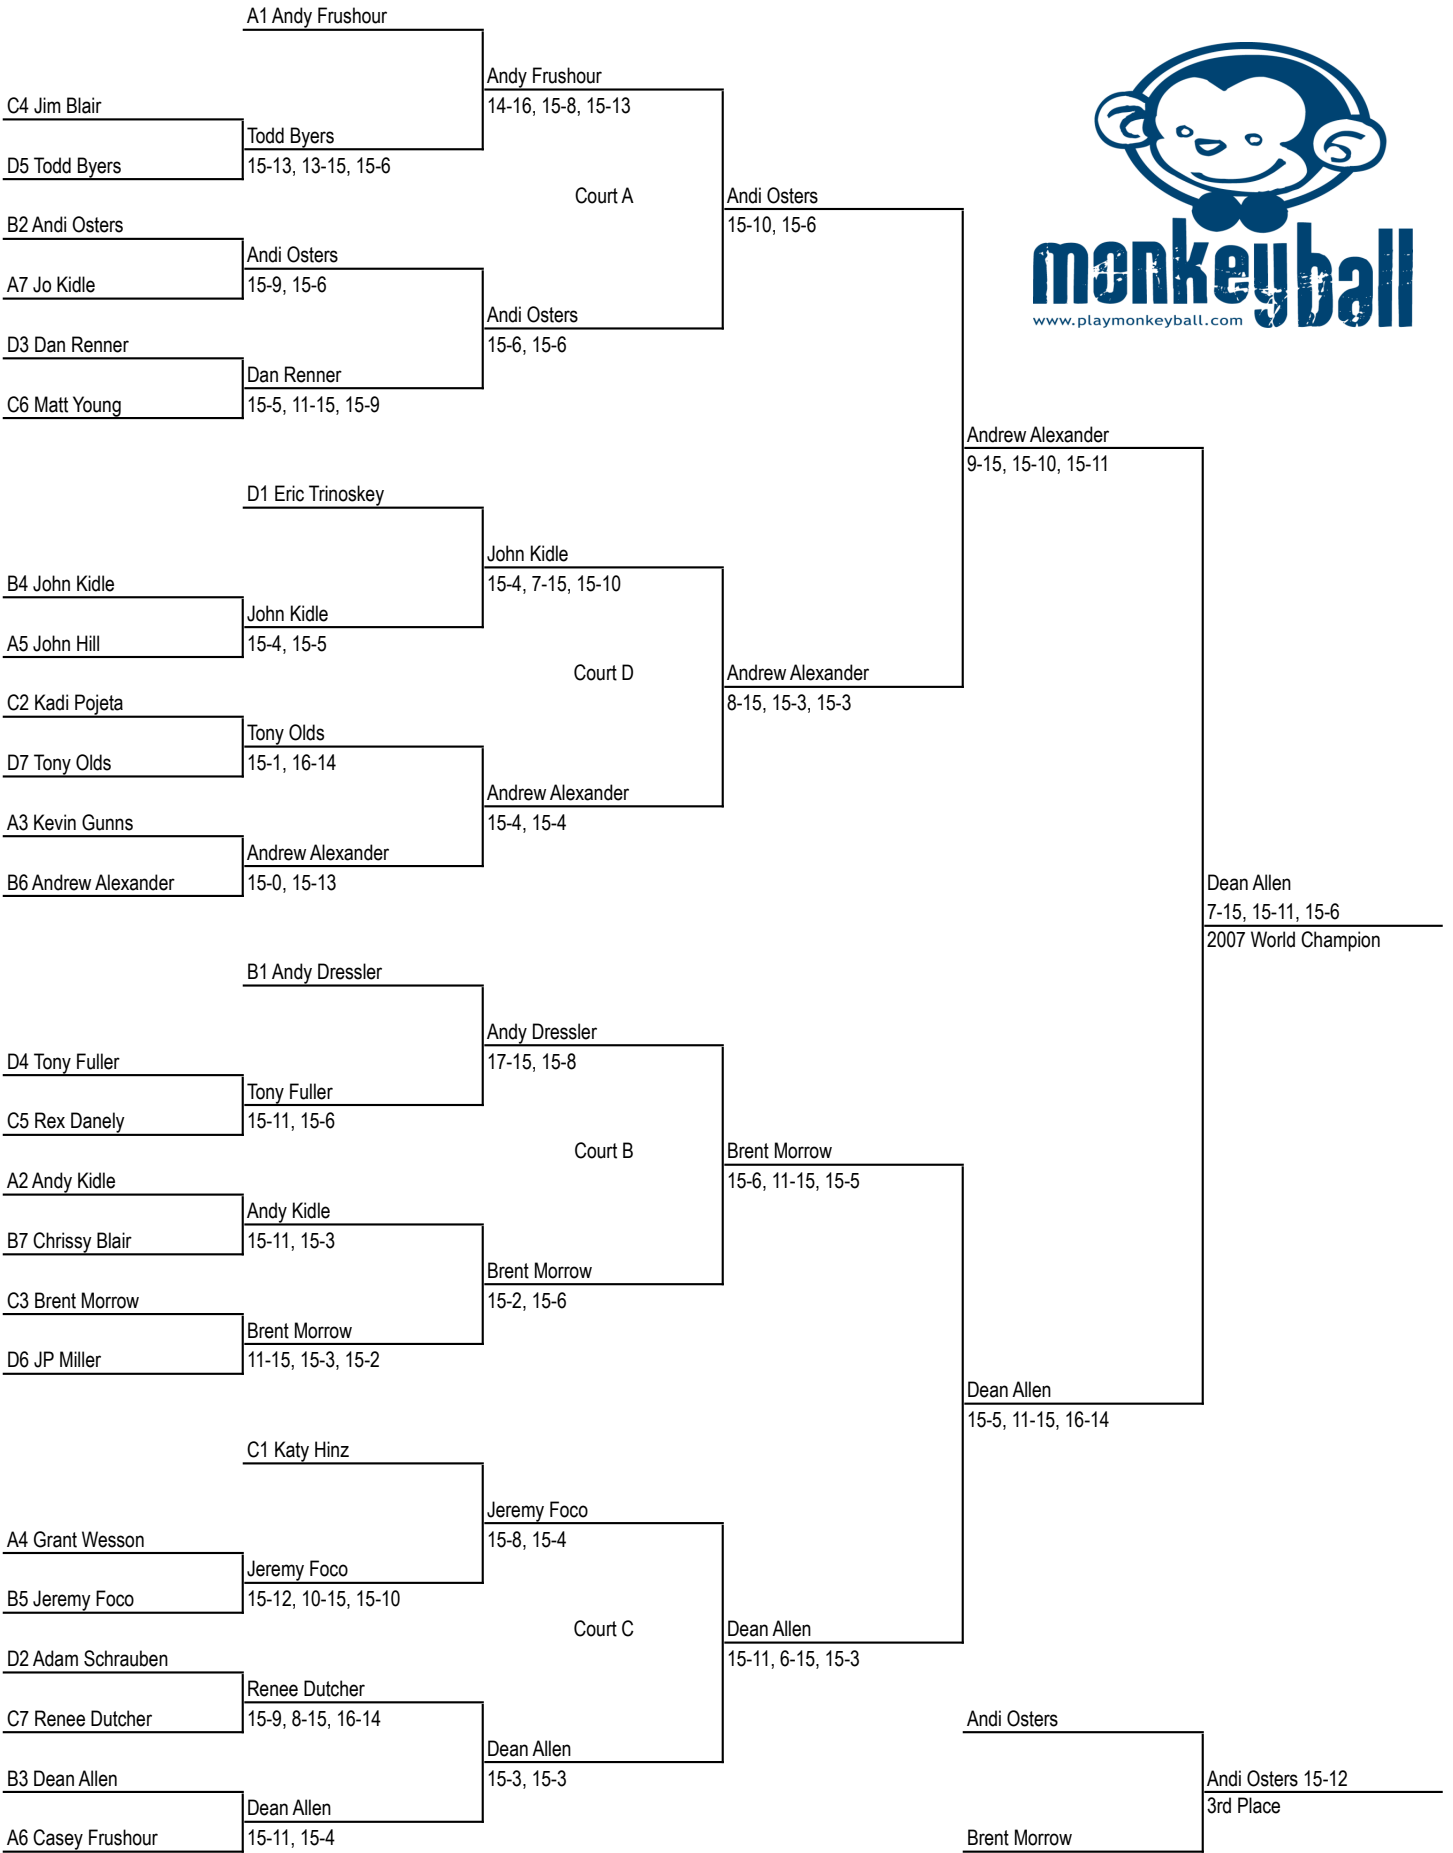 A1 Andy Frushour
Andy Frushour
14-16, 15-8, 15-13
C4 Jim Blair
Todd Byers
D5 Todd Byers
15-13, 13-15, 15-6
Court A
Andi Osters
15-10, 15-6
B2 Andi Osters
Andi Osters
A7 Jo Kidle
15-9, 15-6
Andi Osters
15-6, 15-6
D3 Dan Renner
Dan Renner
C6 Matt Young
15-5, 11-15, 15-9
monkeyball
www.playmonkeyball.com
Andrew Alexander
9-15, 15-10, 15-11
D1 Eric Trinoskey
John Kidle
15-4, 7-15, 15-10
B4 John Kidle
John Kidle
A5 John Hill
15-4, 15-5
Court D
Andrew Alexander
8-15, 15-3, 15-3
C2 Kadi Pojeta
Tony Olds
D7 Tony Olds
15-1, 16-14
Andrew Alexander
15-4, 15-4
A3 Kevin Gunns
Andrew Alexander
B6 Andrew Alexander
15-0, 15-13
Dean Allen
7-15, 15-11, 15-6
2007 World Champion
B1 Andy Dressler
Andy Dressler
17-15, 15-8
D4 Tony Fuller
Tony Fuller
C5 Rex Danely
15-11, 15-6
Court B
Brent Morrow
15-6, 11-15, 15-5
A2 Andy Kidle
Andy Kidle
B7 Chrissy Blair
15-11, 15-3
Brent Morrow
15-2, 15-6
C3 Brent Morrow
Brent Morrow
D6 JP Miller
11-15, 15-3, 15-2
Dean Allen
15-5, 11-15, 16-14
C1 Katy Hinz
Jeremy Foco
15-8, 15-4
A4 Grant Wesson
Jeremy Foco
B5 Jeremy Foco
15-12, 10-15, 15-10
Court C
Dean Allen
15-11, 6-15, 15-3
D2 Adam Schrauben
Renee Dutcher
C7 Renee Dutcher
15-9, 8-15, 16-14
Dean Allen
15-3, 15-3
B3 Dean Allen
Dean Allen
A6 Casey Frushour
15-11, 15-4
Andi Osters
Andi Osters 15-12
3rd Place
Brent Morrow